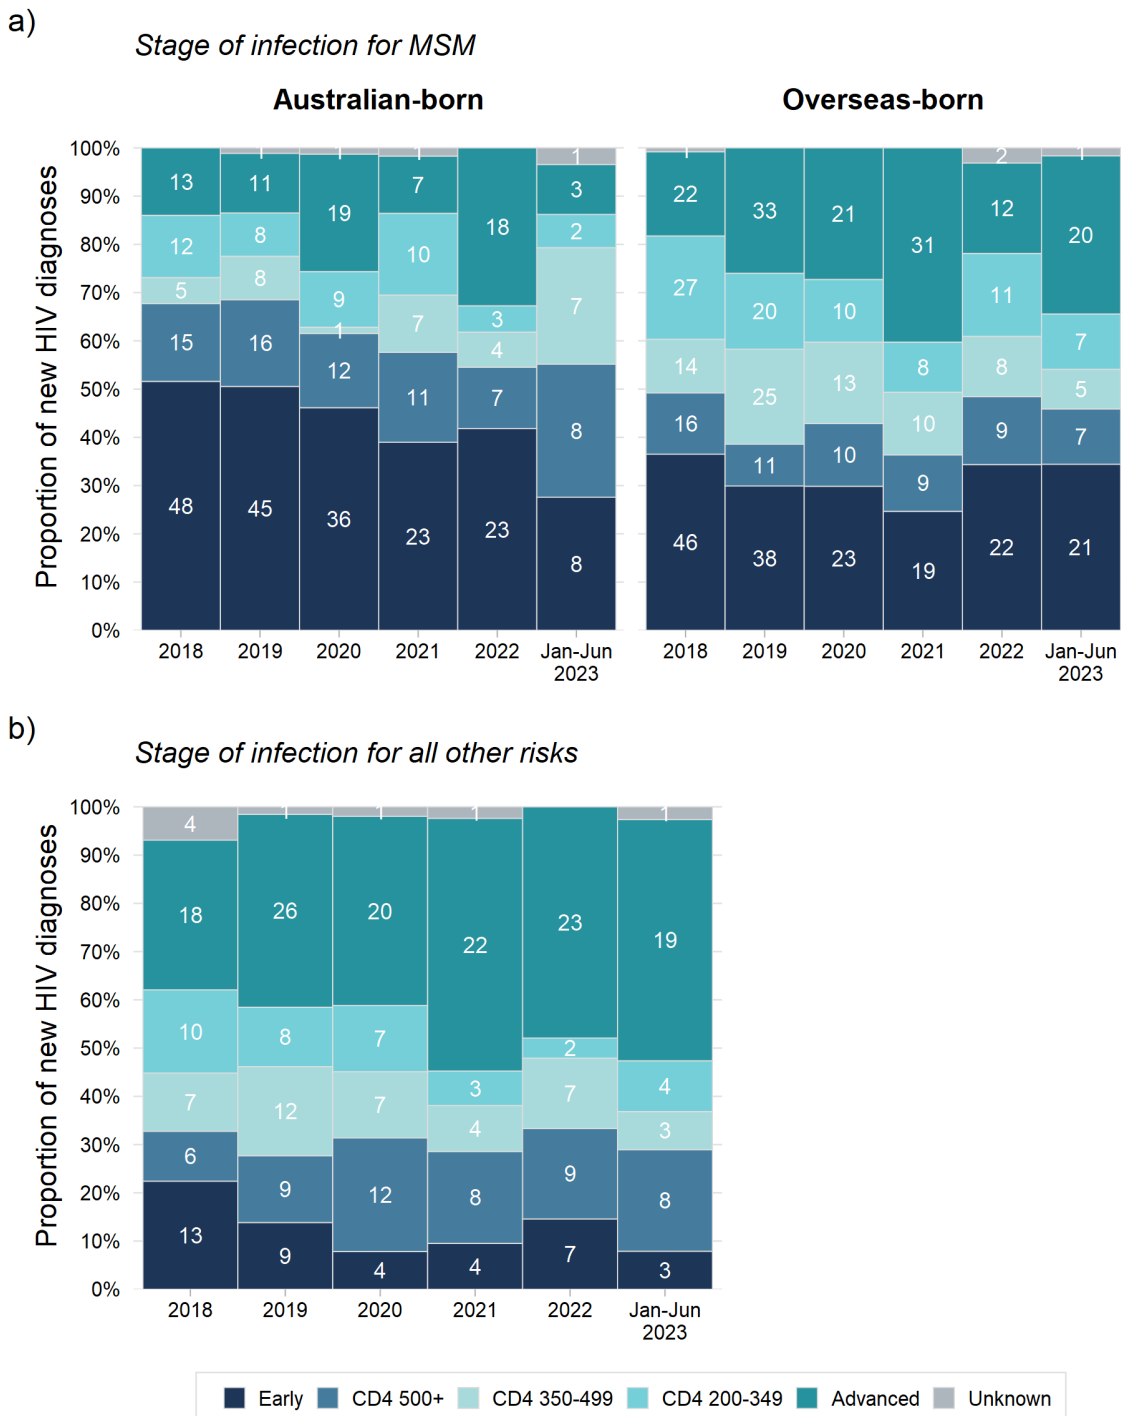 a)
Stage of infection for MSM
Australian-born
Overseas-born
Proportion of new HIV diagnoses
100%
90%
80%
70%
60%
50%
40%
30%
20%
10%
0%
1 1 1 1
13 11 19 7 18 3
12 8 9 10 3 2
5 8 1 7 4 7
15 16 12 11 7 8
48 45 36 23 23 8
2018 2019 2020 2021 2022 Jan-Jun
2023
1 2 1
22 33 21 31 12 20
27 20 10 8 11 7
14 25 13 10 8 5
16 11 10 9 9 7
46 38 23 19 22 21
2018 2019 2020 2021 2022 Jan-Jun
2023
b)
Stage of infection for all other risks
Proportion of new HIV diagnoses
100%
90%
80%
70%
60%
50%
40%
30%
20%
10%
0%
4 1 1 1 1
18 26 20 22 23 19
10 8 7 3 2 4
7 12 7 4 7 3
6 9 12 8 9 8
13 9 4 4 7 3
2018 2019 2020 2021 2022 Jan-Jun
2023
Early CD4 500+ CD4 350-499 CD4 200-349 Advanced Unknown